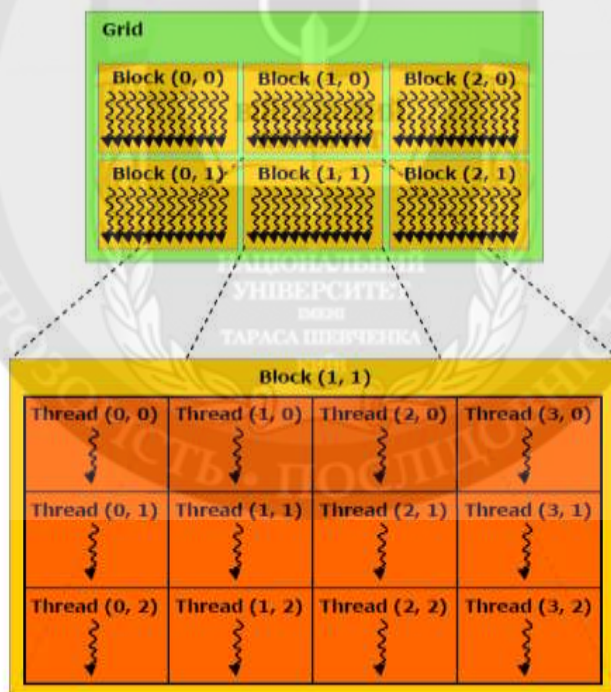 Grid
Block (0, 0) Block (1, 0) Block (2, 0)
Block (0, 1) Block (1, 1) Block (2, 1)
НАЦІОНАЛЬНИЙ
УНІВЕРСИТЕТ
ІМЕНІ
ТАРАСА ШЕВЧЕНКА
Block (1, 1)
Thread (0, 0) Thread (1, 0) Thread (2, 0) Thread (3, 0)
Thread (0, 1) Thread (1, 1) Thread (2, 1) Thread (3, 1)
Thread (0, 2) Thread (1, 2) Thread (2, 2) Thread (3, 2)